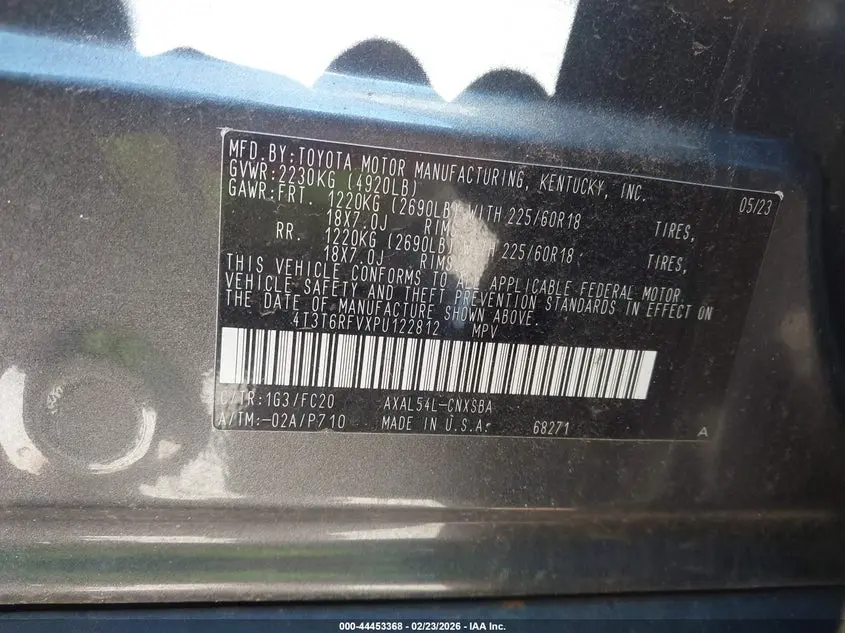 MFD.BY:TOYOTA MOTOR MANUFACTURING, KENTUCKY, INC. 05/23
GVWR:2230KG (4920LB)
GAWR:FRT. 1220KG (2690LB) WITH 225/60R18 TIRES,
18X7.0J RIMS
RR. 1220KG (2690LB) 225/60R18 TIRES,
18X7.0J RIMS
THIS VEHICLE CONFORMS TO ALL APPLICABLE FEDERAL MOTOR
VEHICLE SAFETY AND THEFT PREVENTION STANDARDS IN EFFECT ON
THE DATE OF MANUFACTURE SHOWN ABOVE.
4T3T6RFVXPU122812 MPV
C/TR:1G3/FC20 AXAL54L-CNXSBA
A/TM:-02A/P710 MADE IN U.S.A. 68271 A
000-44453368 - 02/23/2026 - IAA Inc.